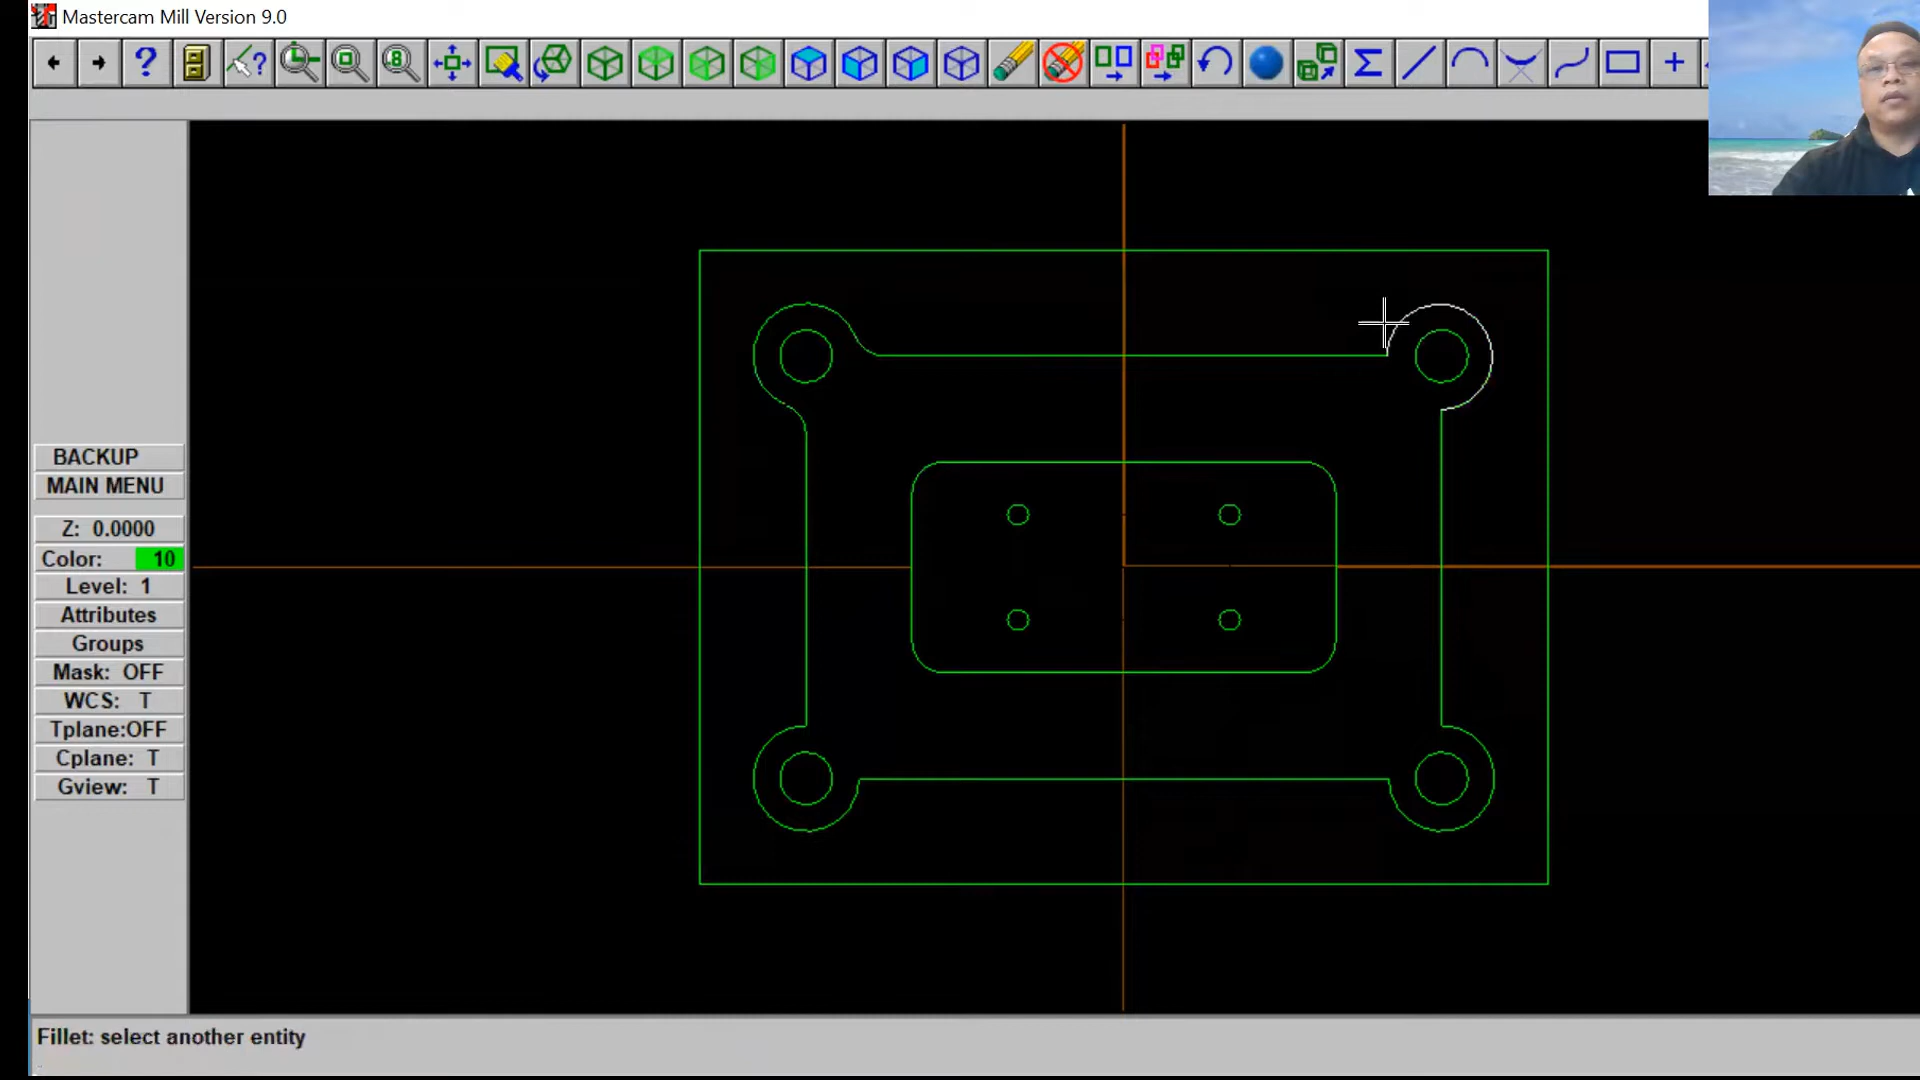 Mastercam Mill Version 9.0
?
8
?
BACKUP
MAIN MENU
Z: 0.0000
Color: 10
Level: 1
Attributes
Groups
Mask: OFF
WCS: T
Tplane:OFF
Cplane: T
Gview: T
Fillet: select another entity